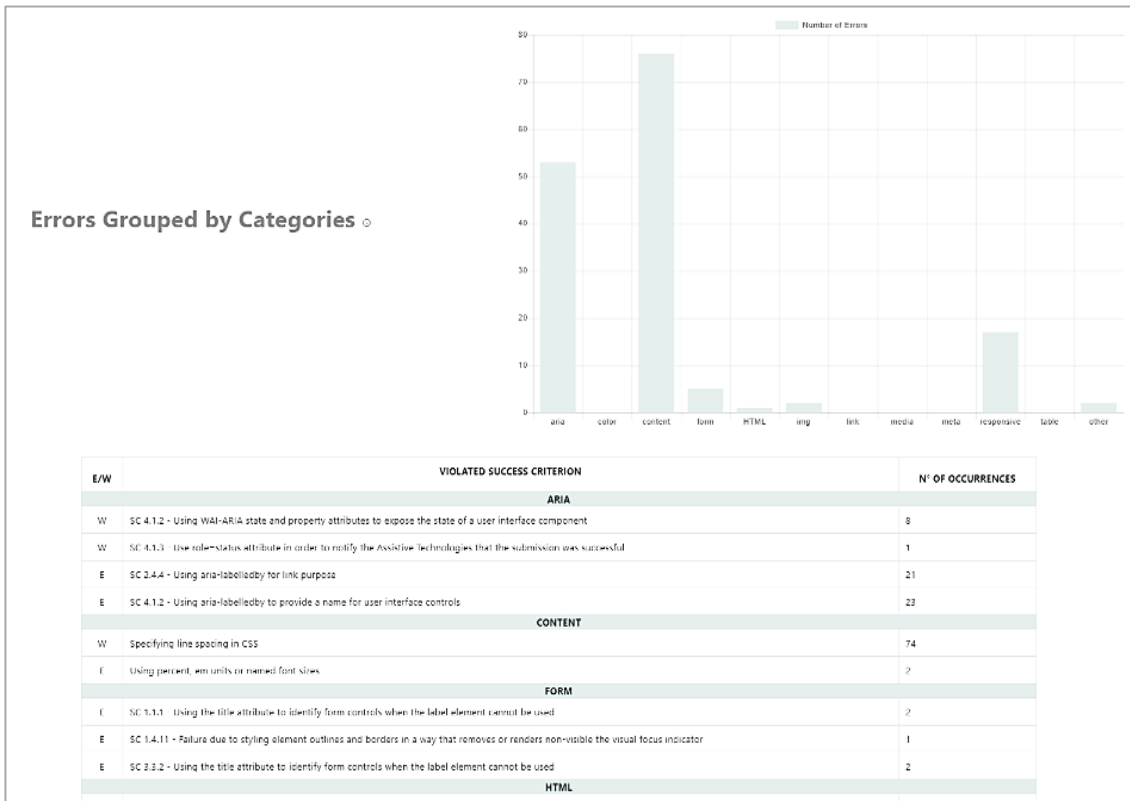 Number of Errors
80
70
60
50
40
30
20
10
0
aria color content form HTML img link media meta responsive table other
Errors Grouped by Categories
E/W VIOLATED SUCCESS CRITERION N° OF OCCURRENCES
ARIA
W SC 4.1.2 - Using WAI-ARIA state and property attributes to expose the state of a user interface component 8
W SC 4.1.3 - Use role=status attribute in order to notify the Assistive Technologies that the submission was successful 1
E SC 2.4.4 - Using aria-labelledby for link purpose 21
E SC 4.1.2 - Using aria-labelledby to provide a name for user interface controls 23
CONTENT
W Specifying line spacing in CSS 74
E Using percent, em units or named font sizes 2
FORM
E SC 1.1.1 - Using the title attribute to identify form controls when the label element cannot be used 2
E SC 1.4.11 - Failure due to styling element outlines and borders in a way that removes or renders non-visible the visual focus indicator 1
E SC 3.3.2 - Using the title attribute to identify form controls when the label element cannot be used 2
HTML